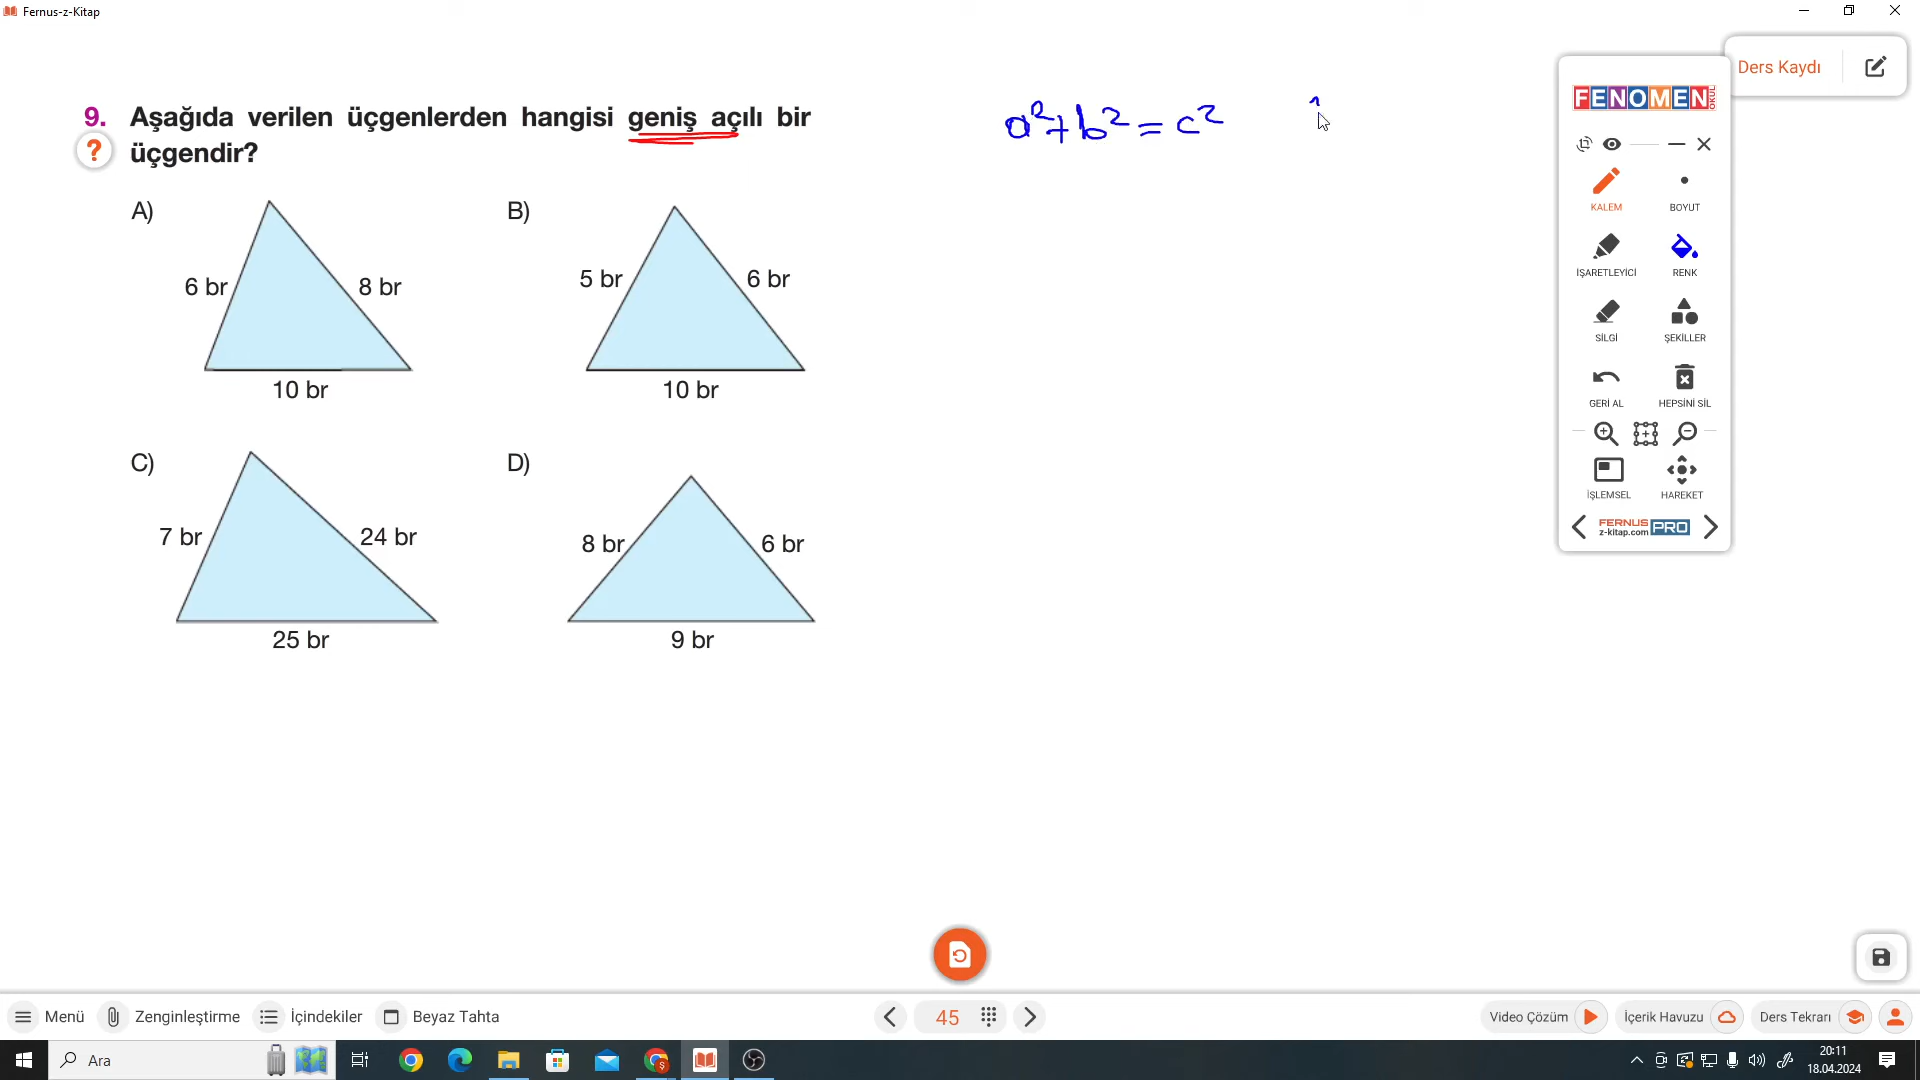 Fernus-z-Kitap
Ders Kaydı
FENOMEN OKUL
9. Aşağıda verilen üçgenlerden hangisi geniş açılı bir
üçgendir?
a² + b² = c²
A)
6 br
8 br
10 br
B)
5 br
6 br
10 br
C)
7 br
24 br
25 br
D)
8 br
6 br
9 br
KALEM
BOYUT
İŞARETLEYİCİ
RENK
SİLGİ
ŞEKİLLER
GERİ AL
HEPSİNİ SİL
İŞLEMSEL
HAREKET
FERNUS
z-kitap.com PRO
Menü
Zenginleştirme
İçindekiler
Beyaz Tahta
45
Video Çözüm
İçerik Havuzu
Ders Tekrarı
Ara
20:11
18.04.2024